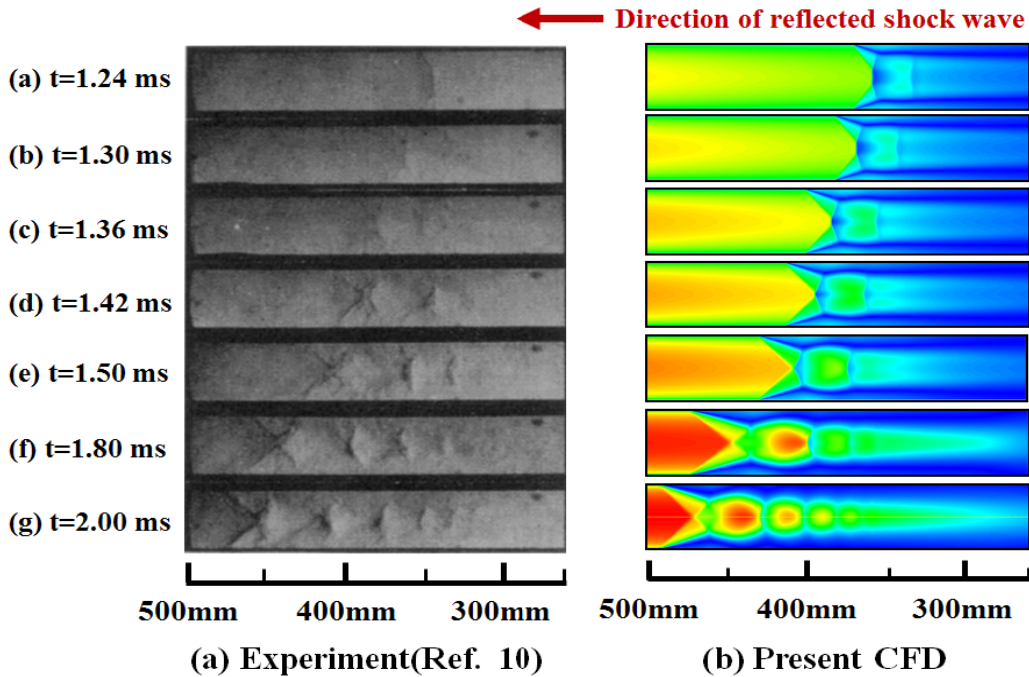 Direction of reflected shock wave
(a) t=1.24 ms
(b) t=1.30 ms
(c) t=1.36 ms
(d) t=1.42 ms
(e) t=1.50 ms
(f) t=1.80 ms
(g) t=2.00 ms
500mm 400mm 300mm 500mm 400mm 300mm
(a) Experiment(Ref. 10) (b) Present CFD